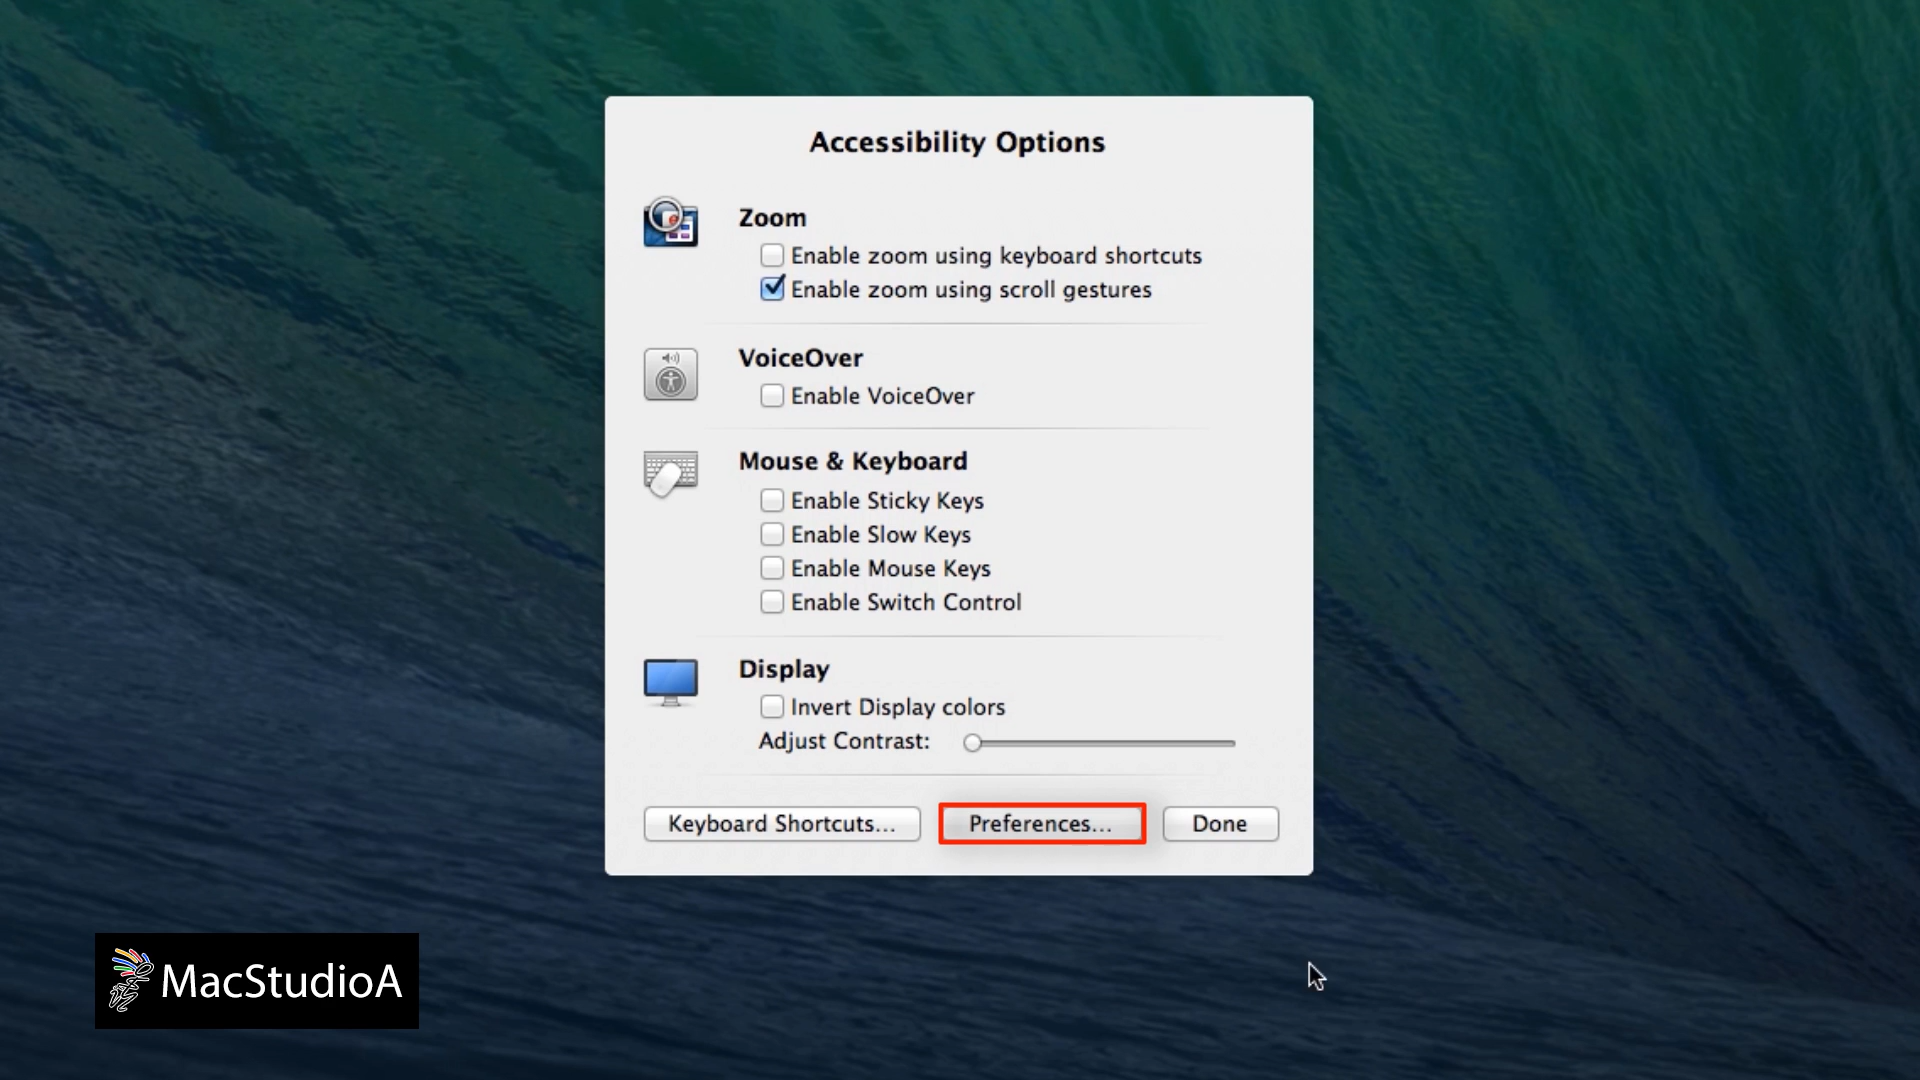 Accessibility Options
Zoom
Enable zoom using keyboard shortcuts
Enable zoom using scroll gestures
VoiceOver
Enable VoiceOver
Mouse & Keyboard
Enable Sticky Keys
Enable Slow Keys
Enable Mouse Keys
Enable Switch Control
Display
Invert Display colors
Adjust Contrast:
Keyboard Shortcuts... Preferences... Done
MacStudioA